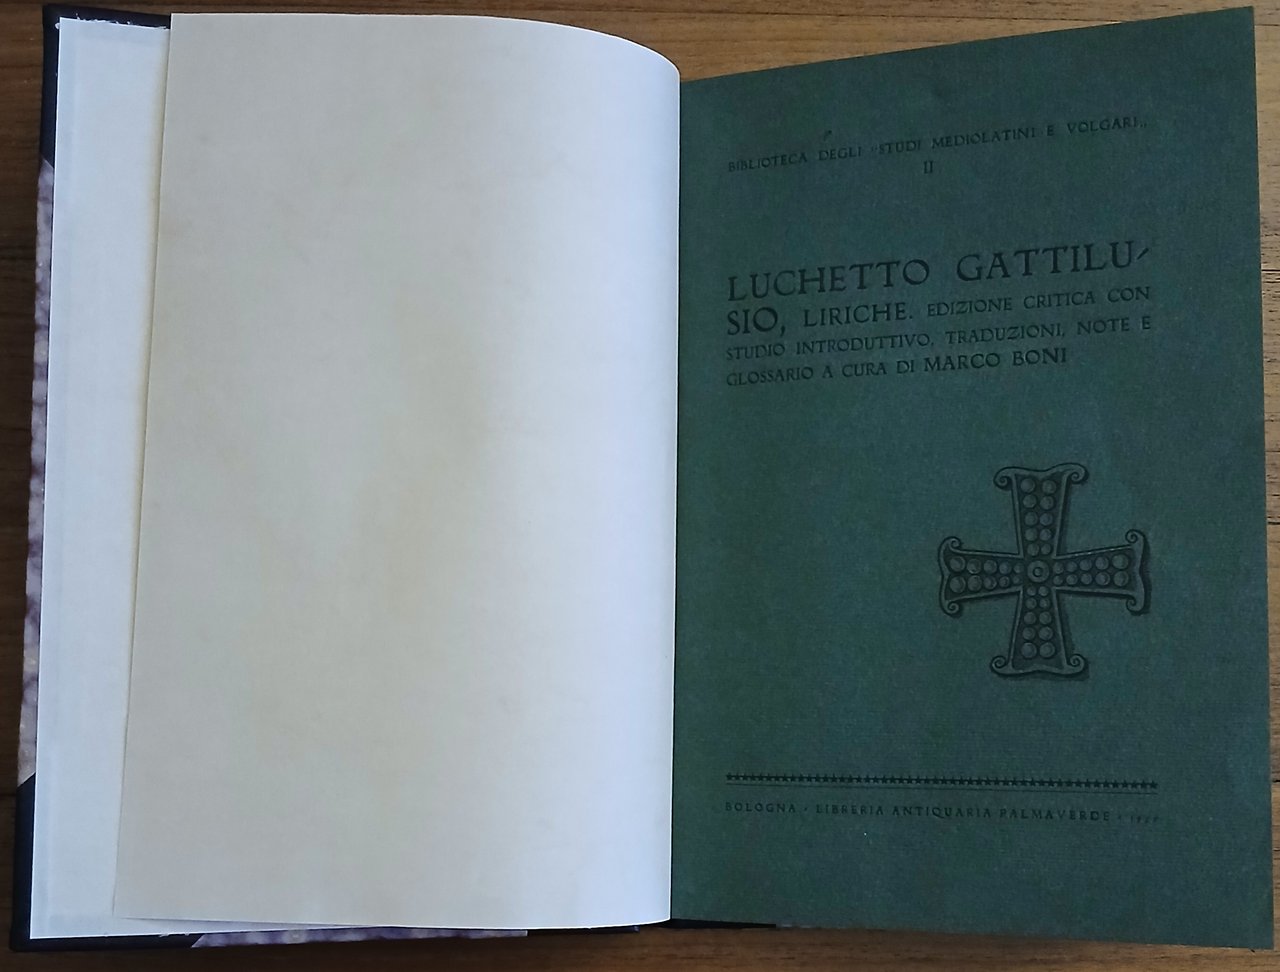 BIBLIOTECA DEGLI "STUDI MEDIOLATINI E VOLGARI„
II
LUCHETTO GATTILU-
SIO, LIRICHE. EDIZIONE CRITICA CON
STUDIO INTRODUTTIVO, TRADUZIONI, NOTE E
GLOSSARIO A CURA DI MARCO BONI
BOLOGNA · LIBRERIA ANTIQUARIA PALMAVERDE ·